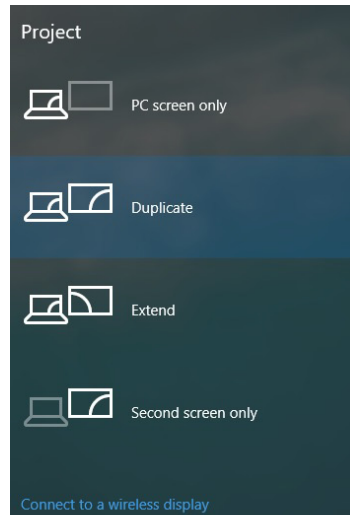 Project
PC screen only
Duplicate
Extend
Second screen only
Connect to a wireless display